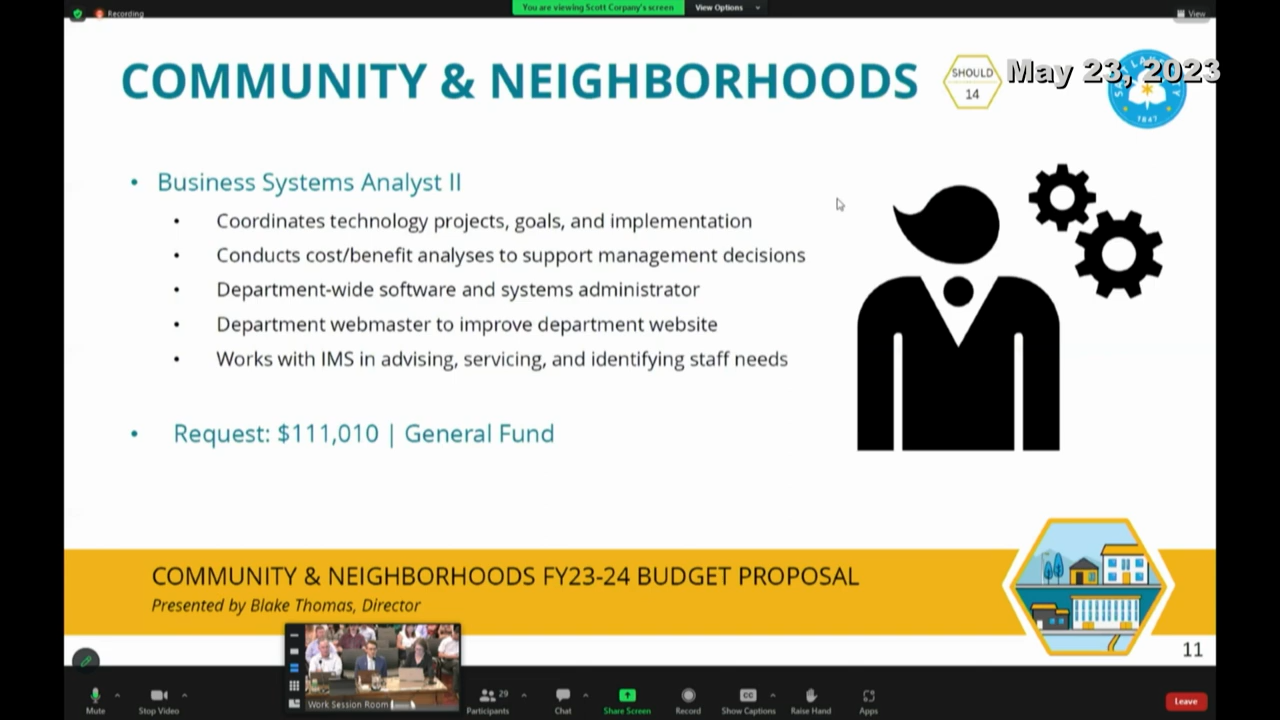 Recording
You are viewing Scott Corpany's screen
View Options
View
COMMUNITY & NEIGHBORHOODS
SHOULD
14
May 23, 2023
1847
• Business Systems Analyst II
• Coordinates technology projects, goals, and implementation
• Conducts cost/benefit analyses to support management decisions
• Department-wide software and systems administrator
• Department webmaster to improve department website
• Works with IMS in advising, servicing, and identifying staff needs
• Request: $111,010 | General Fund
COMMUNITY & NEIGHBORHOODS FY23-24 BUDGET PROPOSAL
Presented by Blake Thomas, Director
11
Work Session Room
Mute
Stop Video
Participants
29
Chat
Share Screen
Record
CC
Show Captions
Raise Hand
Apps
Leave